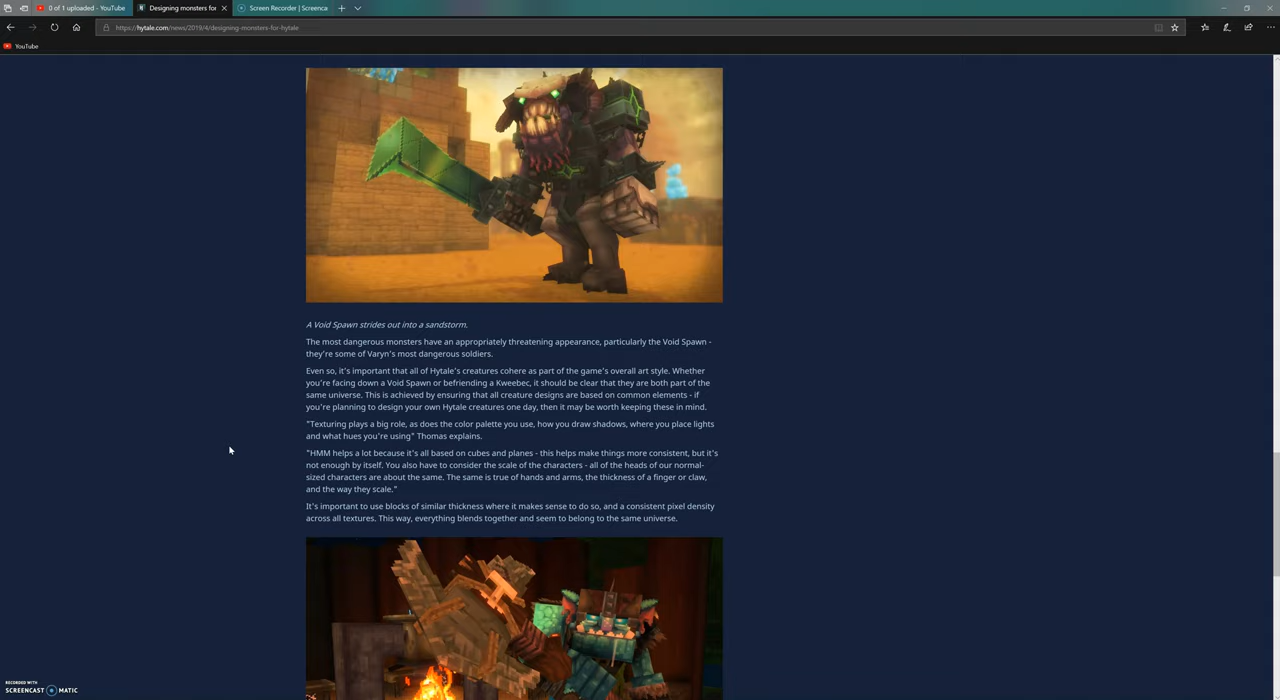 0 of 1 uploaded - YouTube
Designing monsters for
Screen Recorder | Screenca
https://hytale.com/news/2019/4/designing-monsters-for-hytale
YouTube
A Void Spawn strides out into a sandstorm.
The most dangerous monsters have an appropriately threatening appearance, particularly the Void Spawn -
they're some of Varyn's most dangerous soldiers.
Even so, it's important that all of Hytale's creatures cohere as part of the game's overall art style. Whether
you're facing down a Void Spawn or befriending a Kweebec, it should be clear that they are both part of the
same universe. This is achieved by ensuring that all creature designs are based on common elements - if
you're planning to design your own Hytale creatures one day, then it may be worth keeping these in mind.
"Texturing plays a big role, as does the color palette you use, how you draw shadows, where you place lights
and what hues you're using" Thomas explains.
"HMM helps a lot because it's all based on cubes and planes - this helps make things more consistent, but it's
not enough by itself. You also have to consider the scale of the characters - all of the heads of our normal-
sized characters are about the same. The same is true of hands and arms, the thickness of a finger or claw,
and the way they scale."
It's important to use blocks of similar thickness where it makes sense to do so, and a consistent pixel density
across all textures. This way, everything blends together and seem to belong to the same universe.
RECORDED WITH
SCREENCAST MATIC